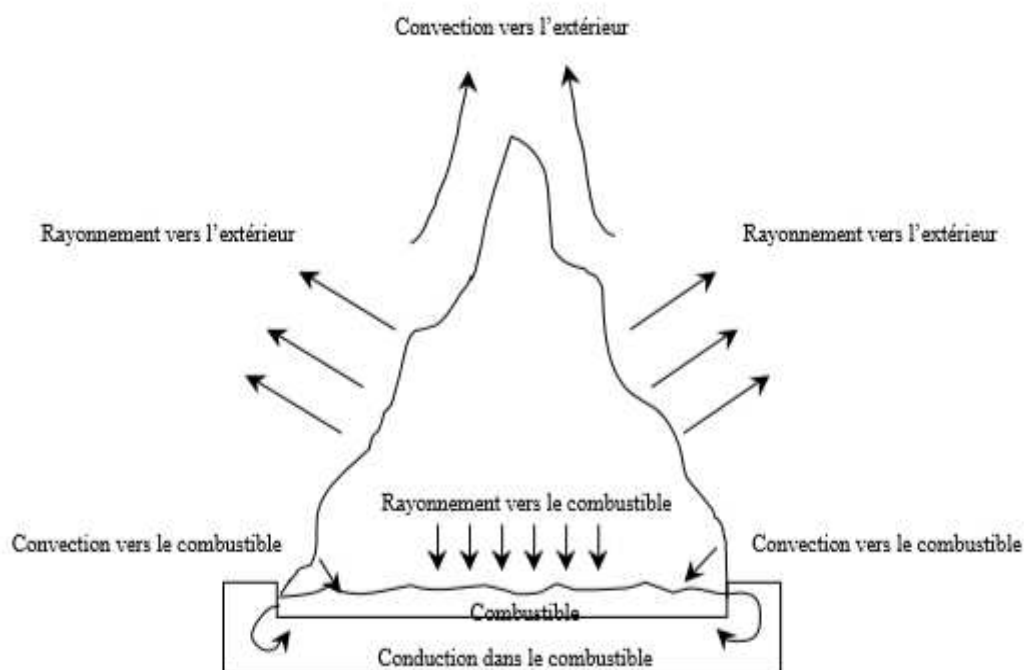 Convection vers l’extérieur
Rayonnement vers l’extérieur
Rayonnement vers l’extérieur
Rayonnement vers le combustible
Convection vers le combustible
Convection vers le combustible
Combustible
Conduction dans le combustible